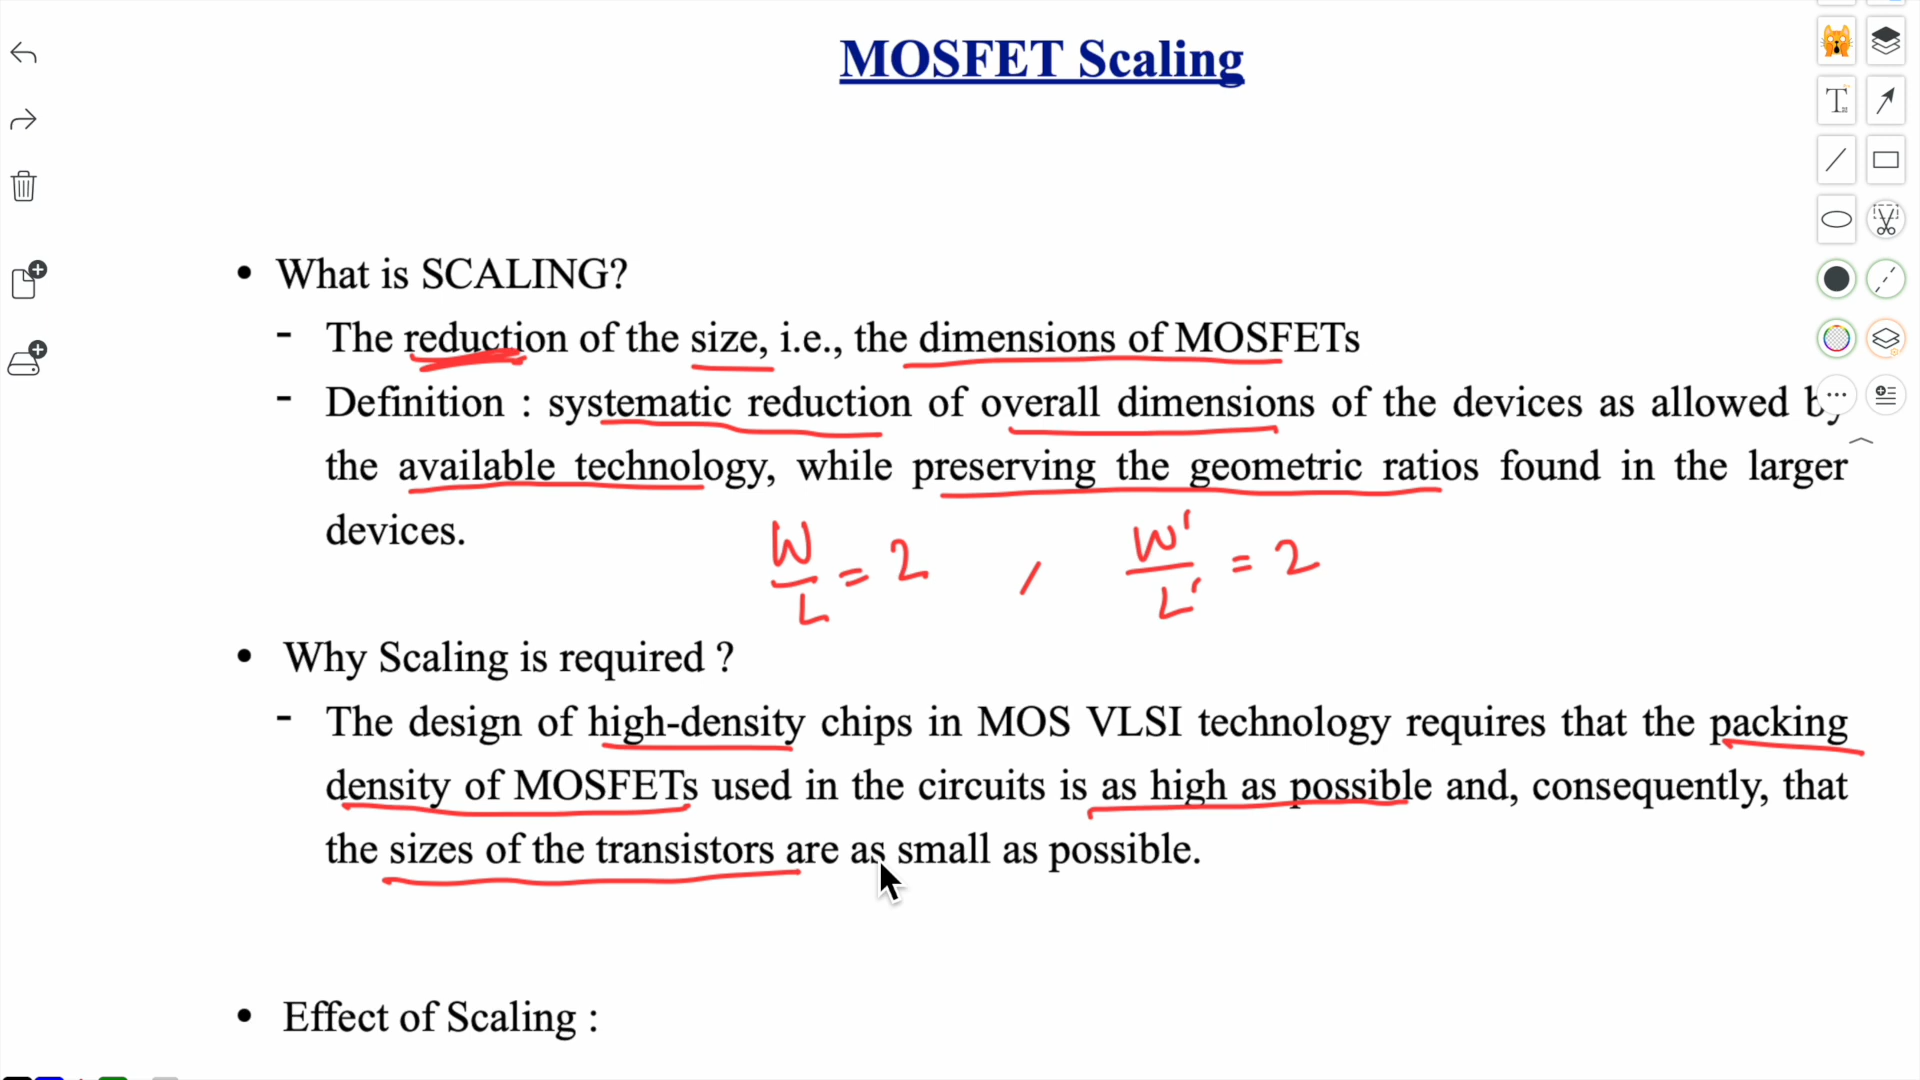 MOSFET Scaling
• What is SCALING?
- The reduction of the size, i.e., the dimensions of MOSFETs
- Definition : systematic reduction of overall dimensions of the devices as allowed by
the available technology, while preserving the geometric ratios found in the larger
devices.
W/L = 2 , W'/L' = 2
• Why Scaling is required ?
- The design of high-density chips in MOS VLSI technology requires that the packing
density of MOSFETs used in the circuits is as high as possible and, consequently, that
the sizes of the transistors are as small as possible.
• Effect of Scaling :